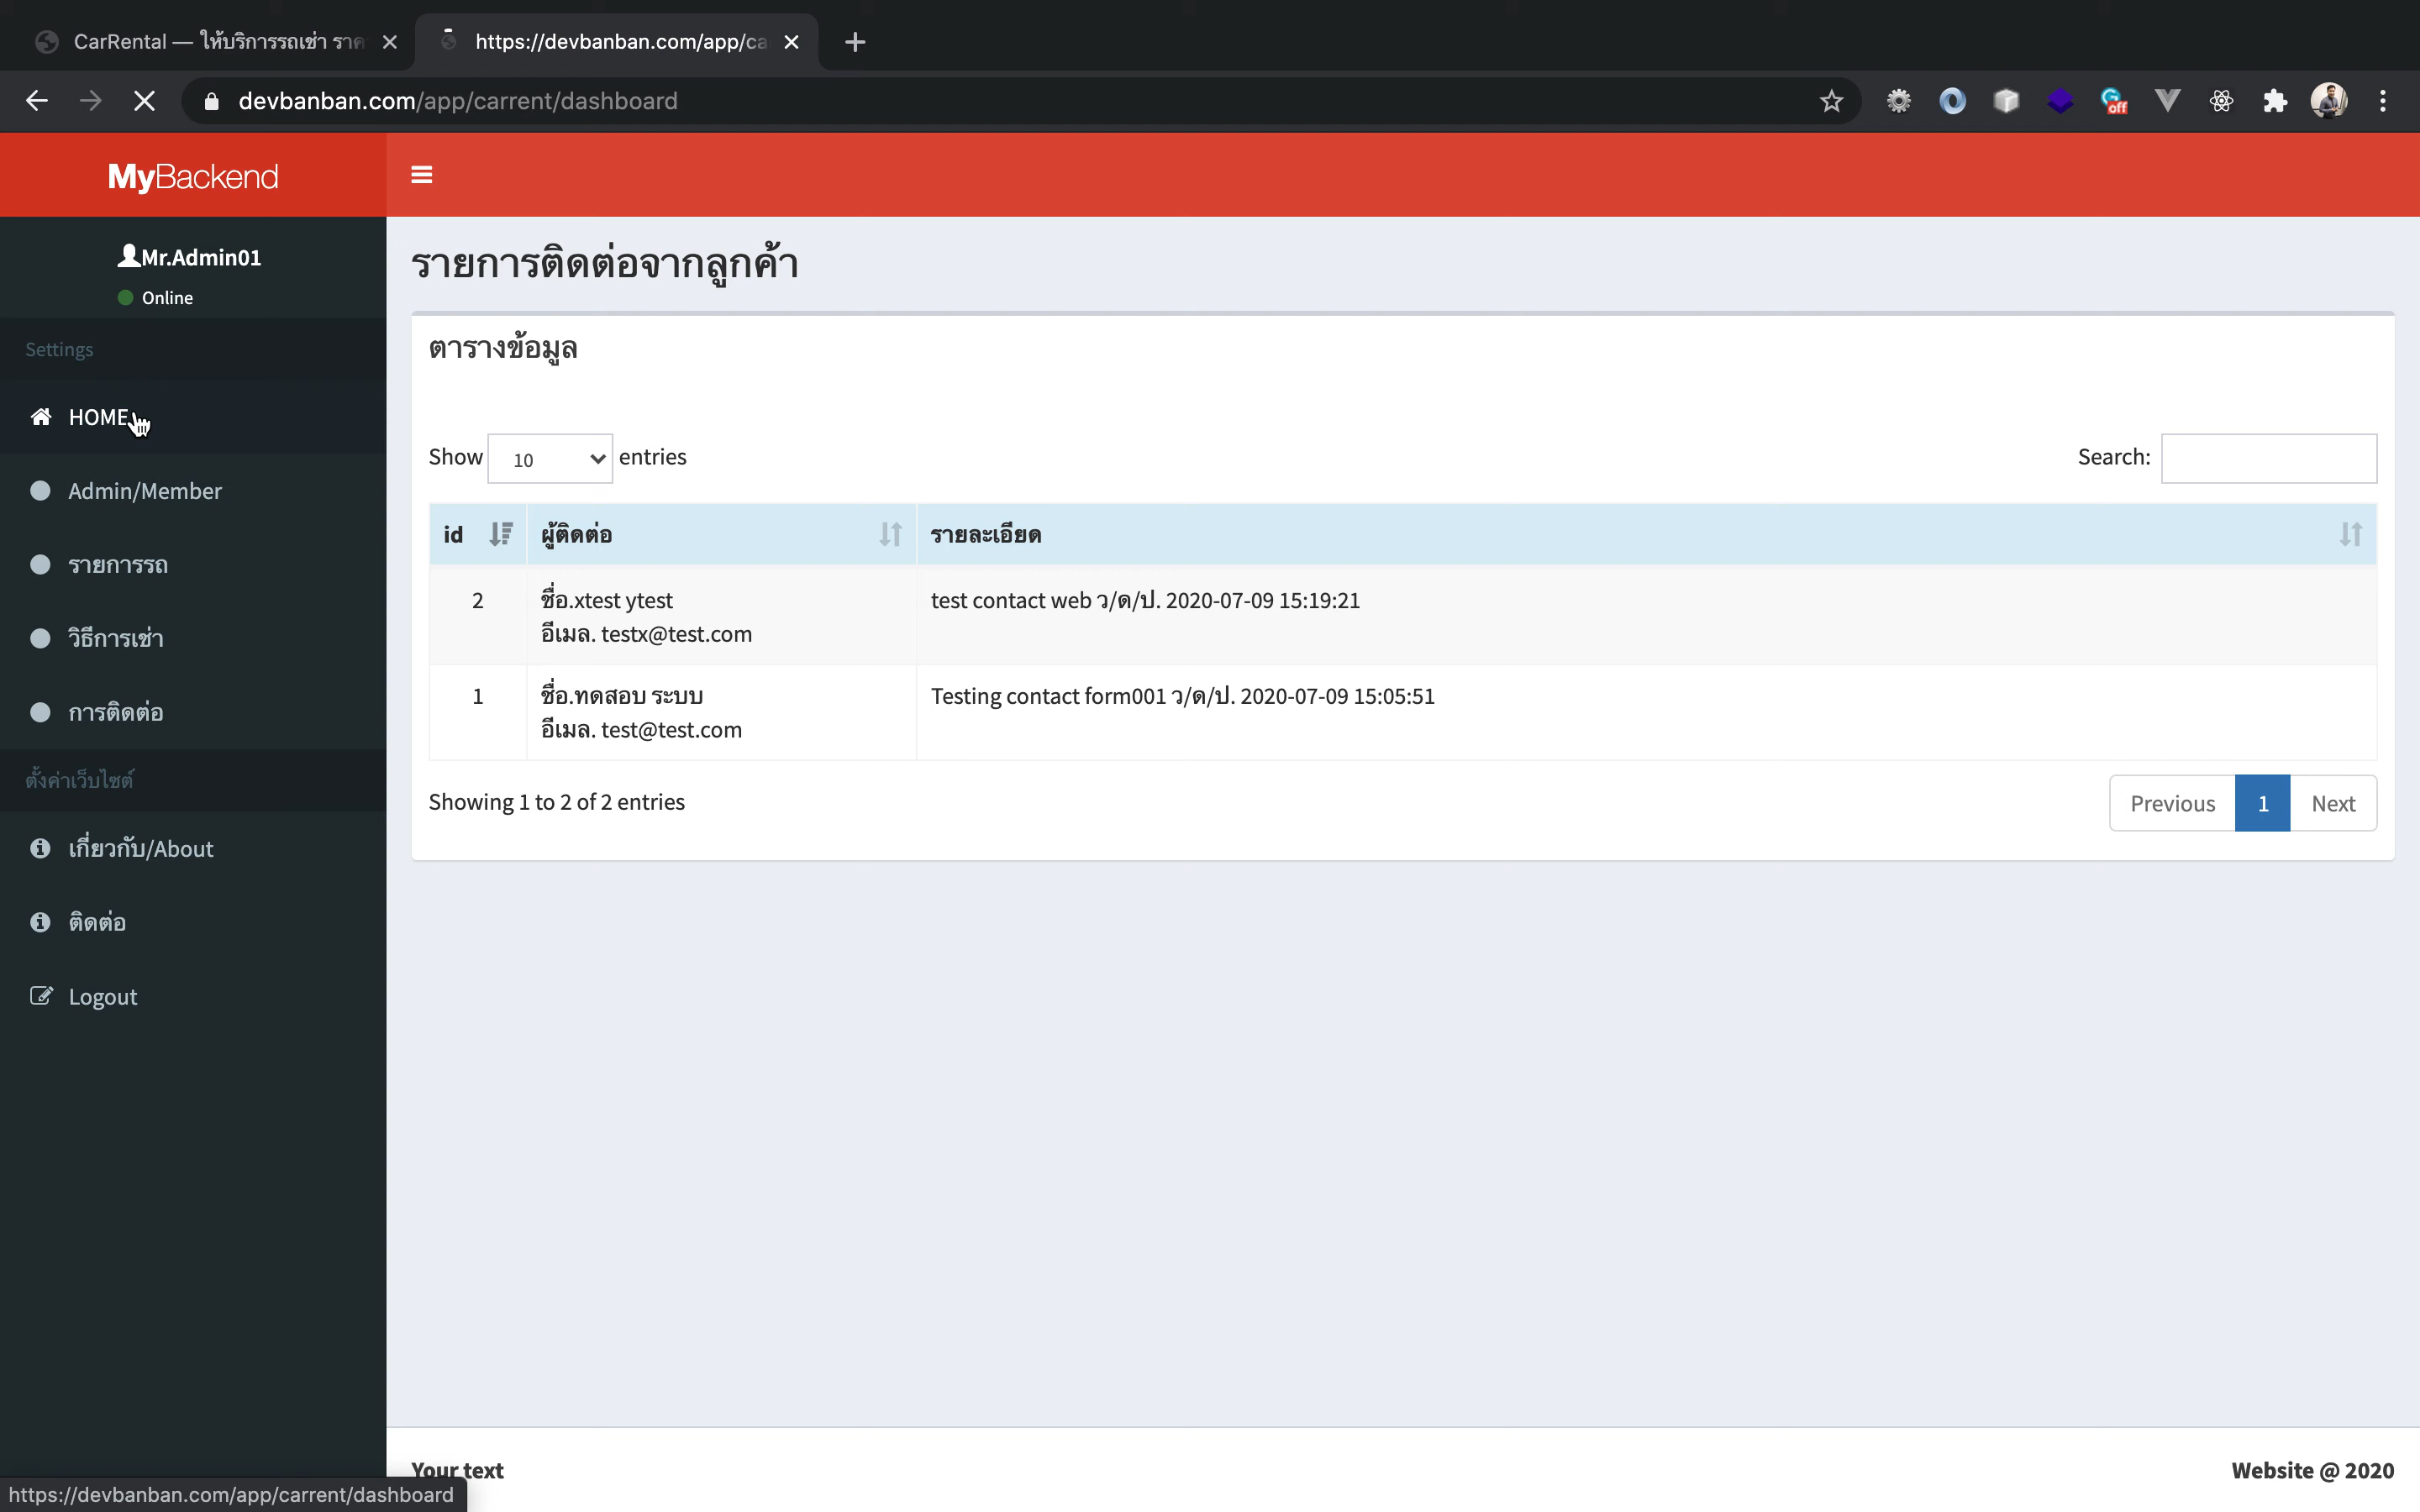 CarRental — ให้บริการรถเช่า ราค
https://devbanban.com/app/ca
devbanban.com/app/carrent/dashboard
off
MyBackend
Mr.Admin01
Online
Settings
HOME
Admin/Member
รายการรถ
วิธีการเช่า
การติดต่อ
ตั้งค่าเว็บไซต์
เกี่ยวกับ/About
ติดต่อ
Logout
รายการติดต่อจากลูกค้า
ตารางข้อมูล
Show 10 entries
Search:
id ผู้ติดต่อ รายละเอียด
2 ชื่อ.xtest ytest test contact web ว/ด/ป. 2020-07-09 15:19:21
อีเมล. testx@test.com
1 ชื่อ.ทดสอบ ระบบ Testing contact form001 ว/ด/ป. 2020-07-09 15:05:51
อีเมล. test@test.com
Showing 1 to 2 of 2 entries
Previous 1 Next
Your text
Website @ 2020
https://devbanban.com/app/carrent/dashboard